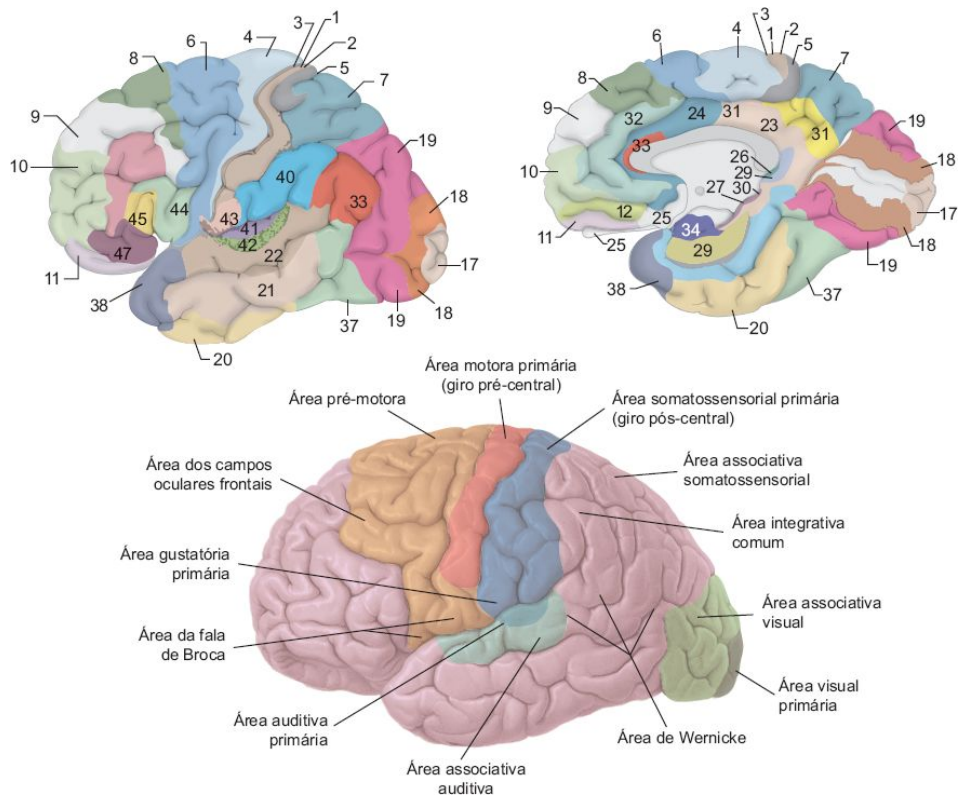 3
1
4
2
6
5
8
7
9
19
10
40
33
18
45
44
43
41
42
47
22
17
11
21
38
37
19
18
20
3
1
2
4
5
6
7
8
24
31
32
23
19
9
33
31
18
26
29
10
27
30
12
25
17
34
11
25
29
18
19
38
37
20
Área motora primária
(giro pré-central)
Área pré-motora
Área somatossensorial primária
(giro pós-central)
Área dos campos
oculares frontais
Área associativa
somatossensorial
Área integrativa
comum
Área gustatória
primária
Área associativa
visual
Área da fala
de Broca
Área visual
primária
Área auditiva
primária
Área de Wernicke
Área associativa
auditiva